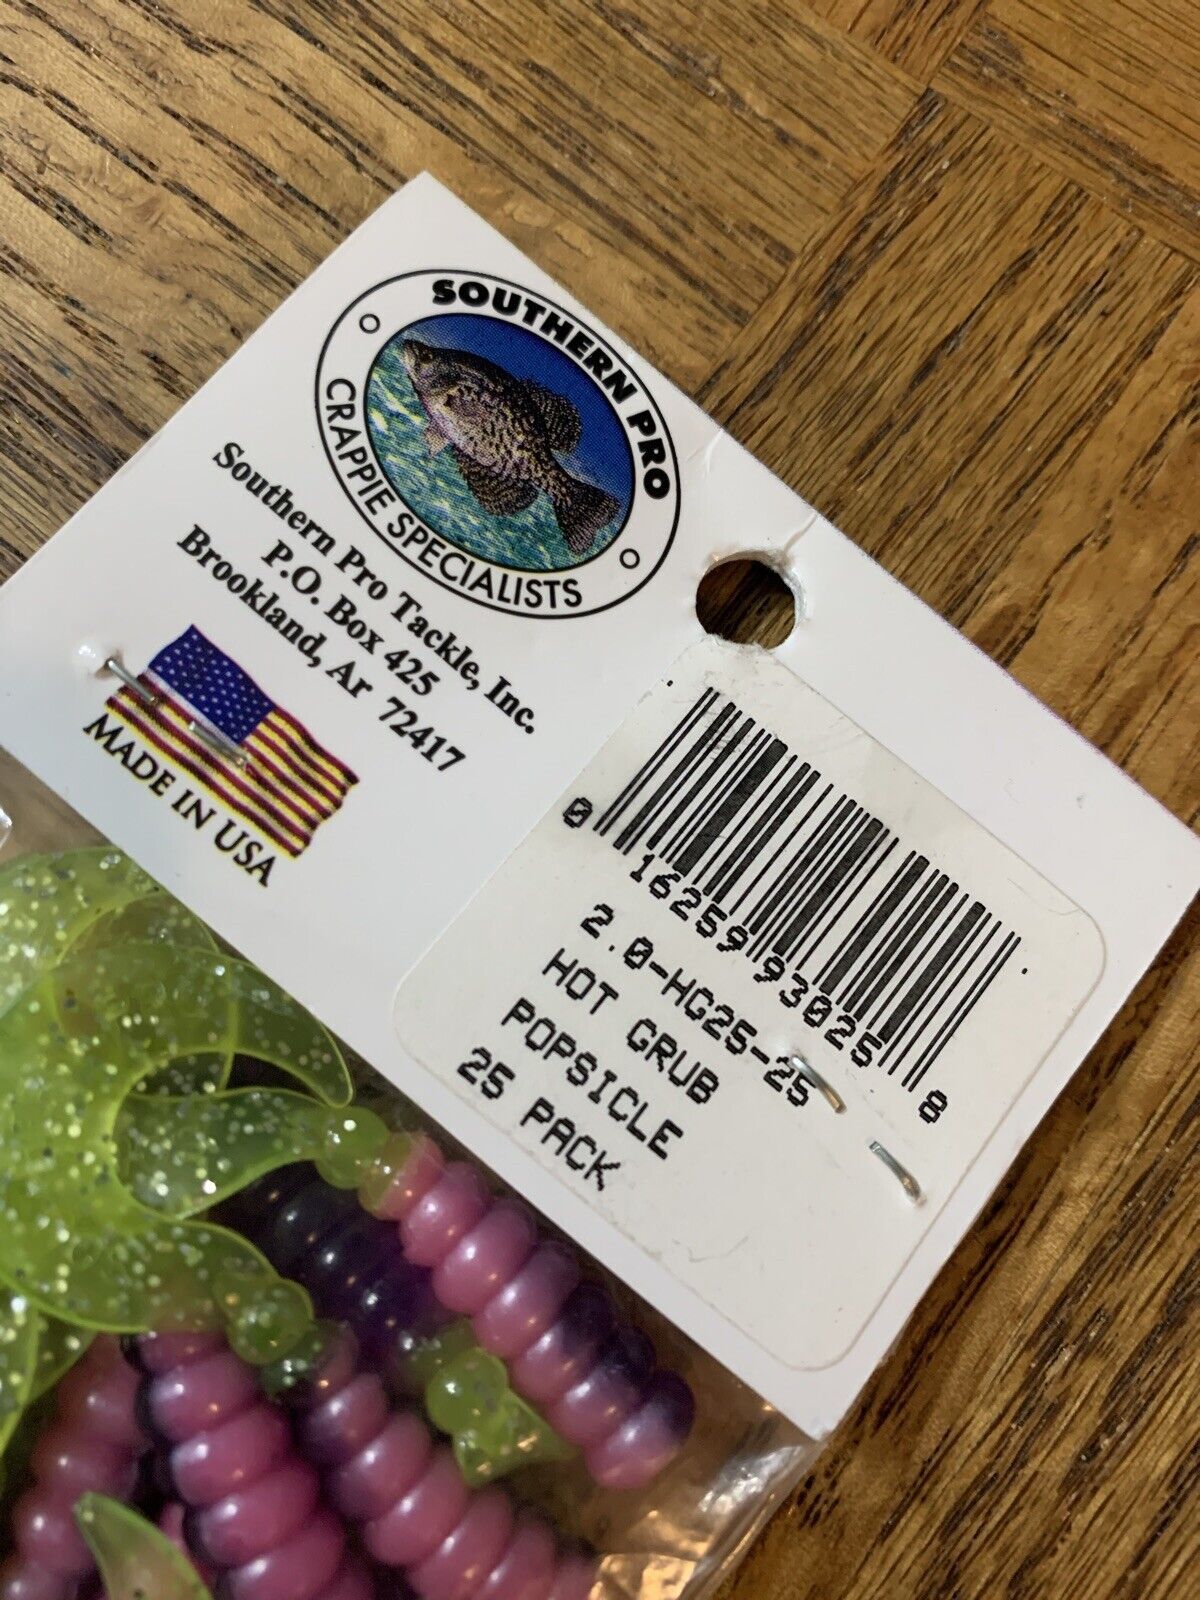 SOUTHERN PRO
CRAPPIE SPECIALISTS
Southern Pro Tackle, Inc.
P.O. Box 425
Brookland, Ar 72417
MADE IN USA
0 16259 93025 8
2.0-HG25-25
HOT GRUB
POPSICLE
25 PACK